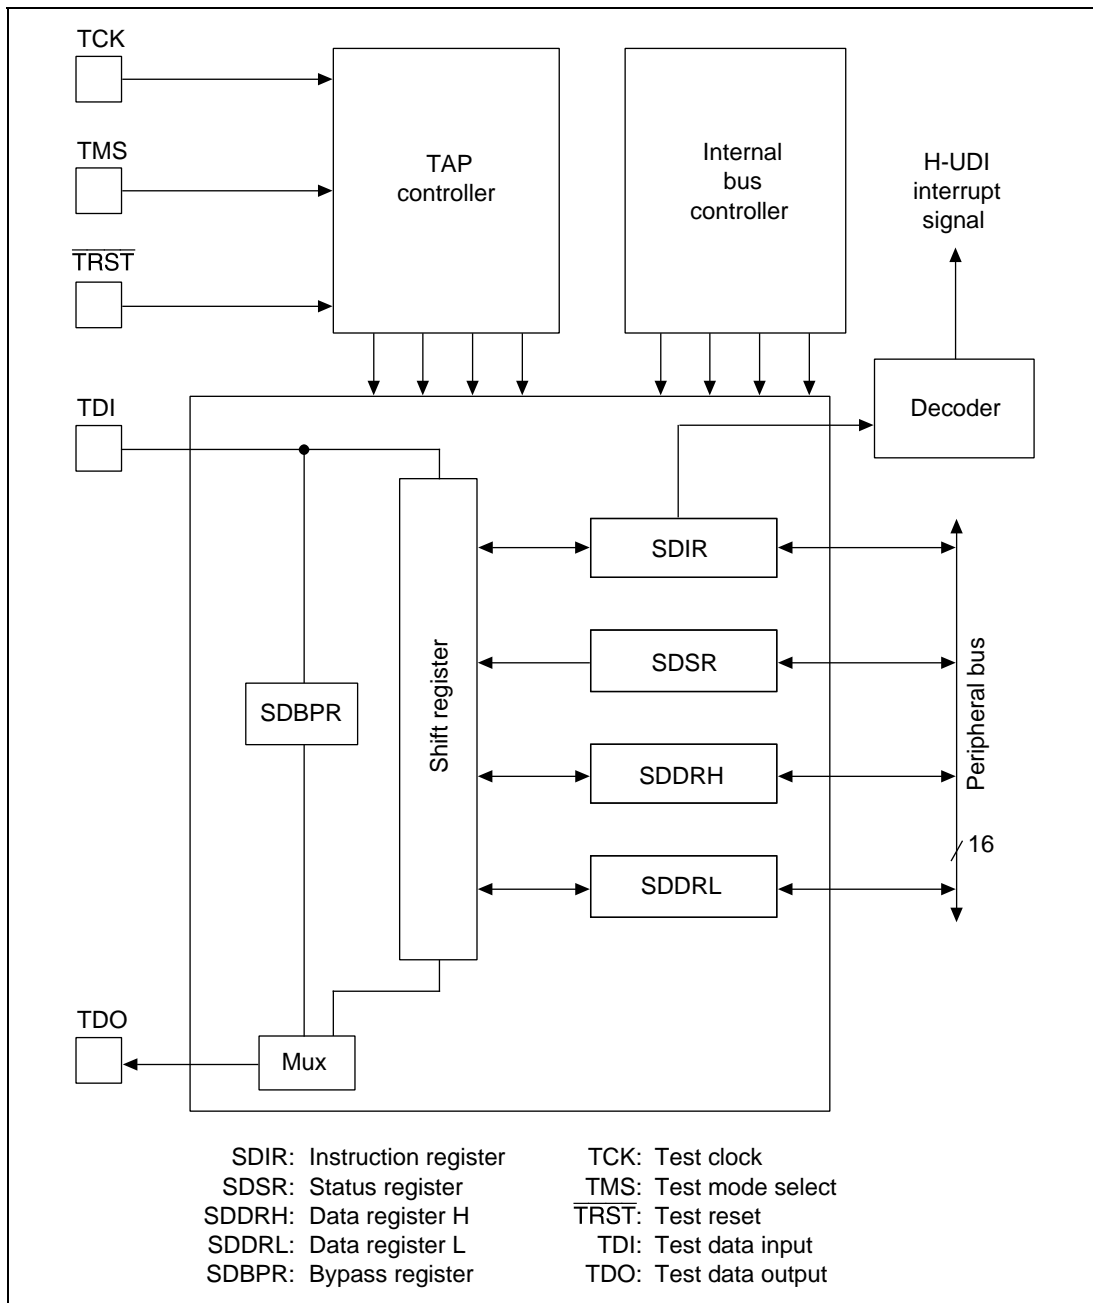 TCK
TMS
T̅R̅S̅T̅
TAP
controller
Internal
bus
controller
H-UDI
interrupt
signal
TDI
Decoder
SDIR
SDSR
SDBPR
Shift register
SDDRH
Peripheral bus
16
SDDRL
TDO
Mux
SDIR: Instruction register
SDSR: Status register
SDDRH: Data register H
SDDRL: Data register L
SDBPR: Bypass register
TCK: Test clock
TMS: Test mode select
T̅R̅S̅T̅: Test reset
TDI: Test data input
TDO: Test data output